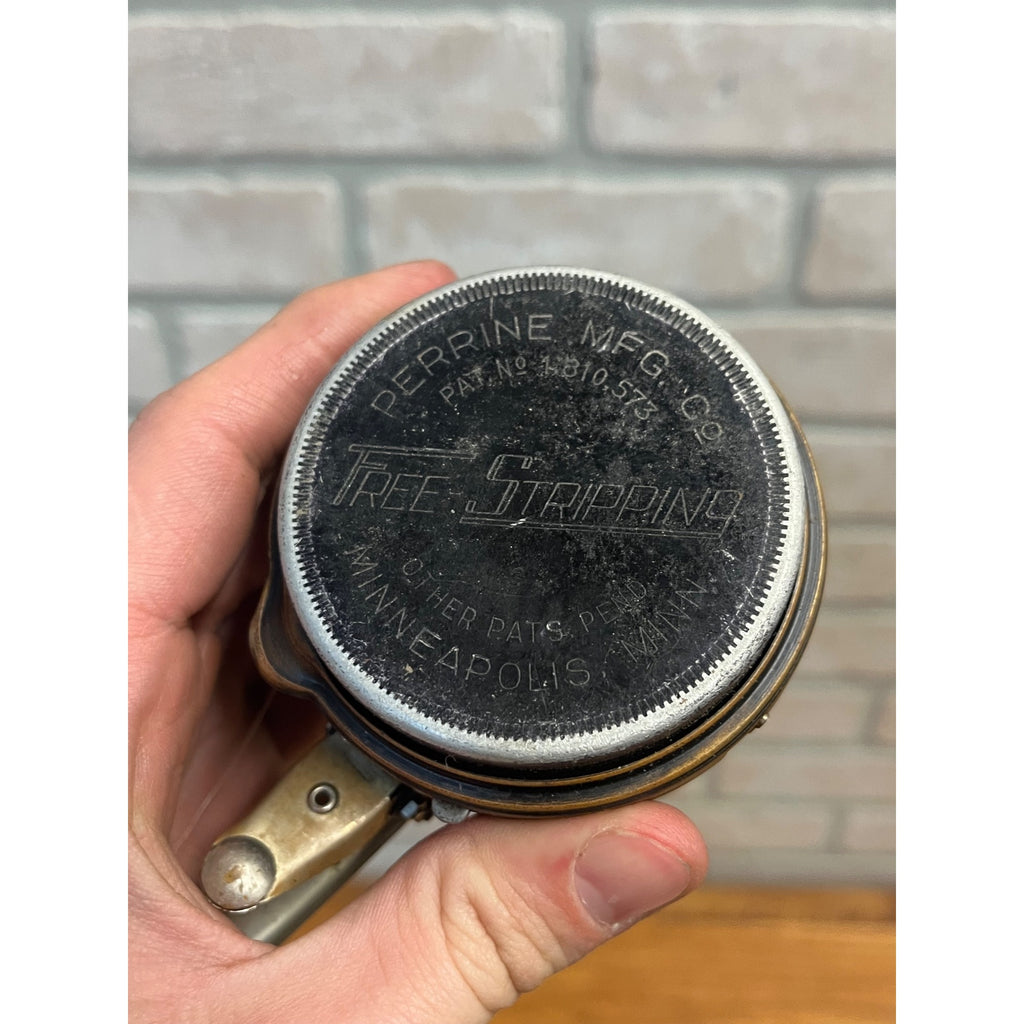 PERRINE MFG. CO.
PAT. NO 1,810,573
FREE STRIPPING
OTHER PATS. PEND.
MINNEAPOLIS, MINN.